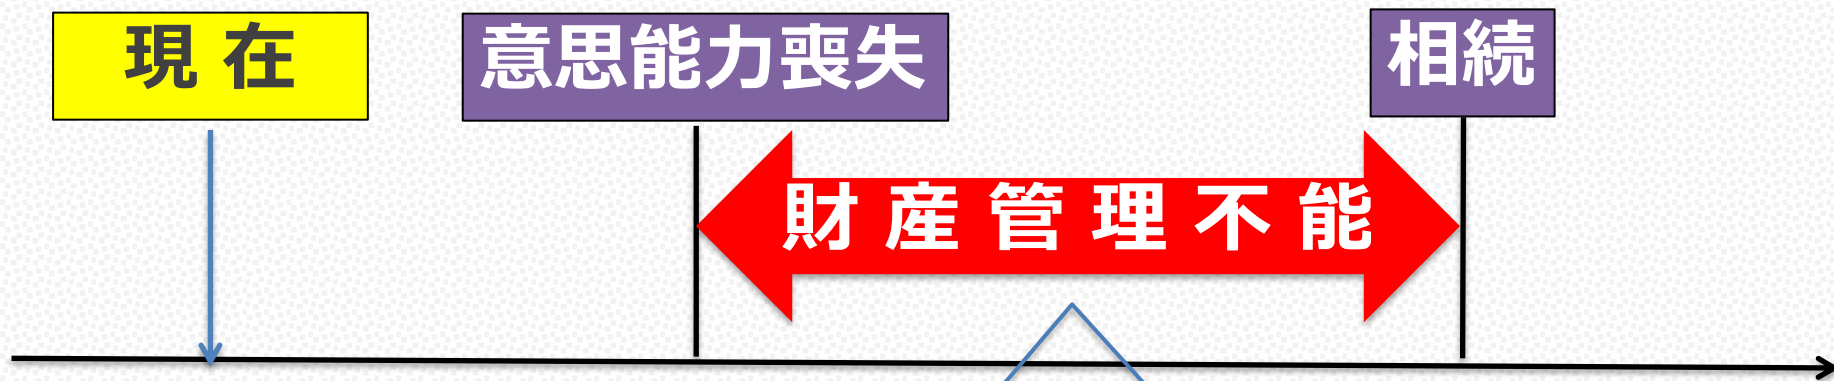 現 在
意思能力喪失
相続
財 産 管 理 不 能